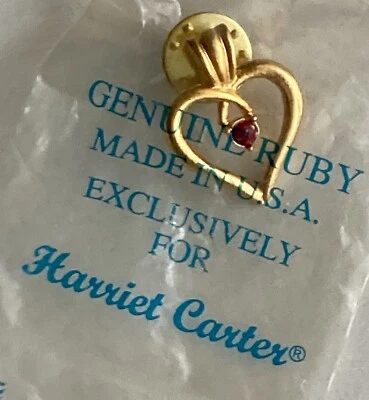 GENUINE RUBY
MADE IN U.S.A.
EXCLUSIVELY
FOR
Harriet Carter®